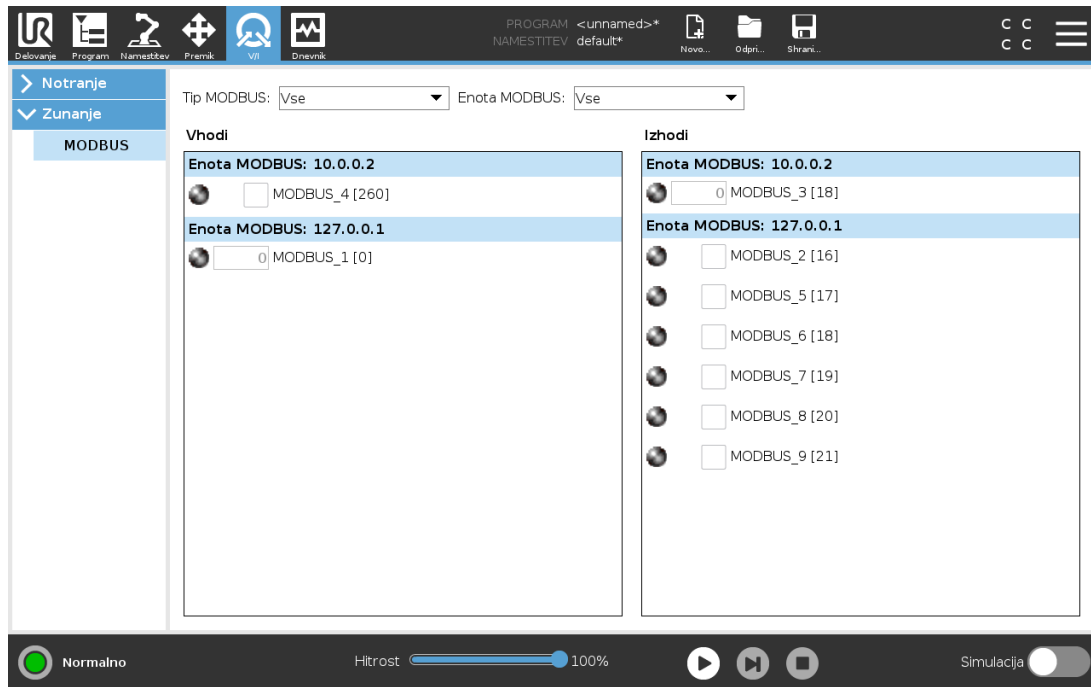 PROGRAM <unnamed>*
NAMESTITEV default*
C C
C C
Delovanje Program Namestitev Premik V/I Dnevnik Novo... Odpri... Shrani...
Notranje
Zunanje
MODBUS
Tip MODBUS: Vse Enota MODBUS: Vse
Vhodi
Enota MODBUS: 10.0.0.2
MODBUS_4 [260]
Enota MODBUS: 127.0.0.1
0 MODBUS_1 [0]
Izhodi
Enota MODBUS: 10.0.0.2
0 MODBUS_3 [18]
Enota MODBUS: 127.0.0.1
MODBUS_2 [16]
MODBUS_5 [17]
MODBUS_6 [18]
MODBUS_7 [19]
MODBUS_8 [20]
MODBUS_9 [21]
Normalno Hitrost 100% Simulacija